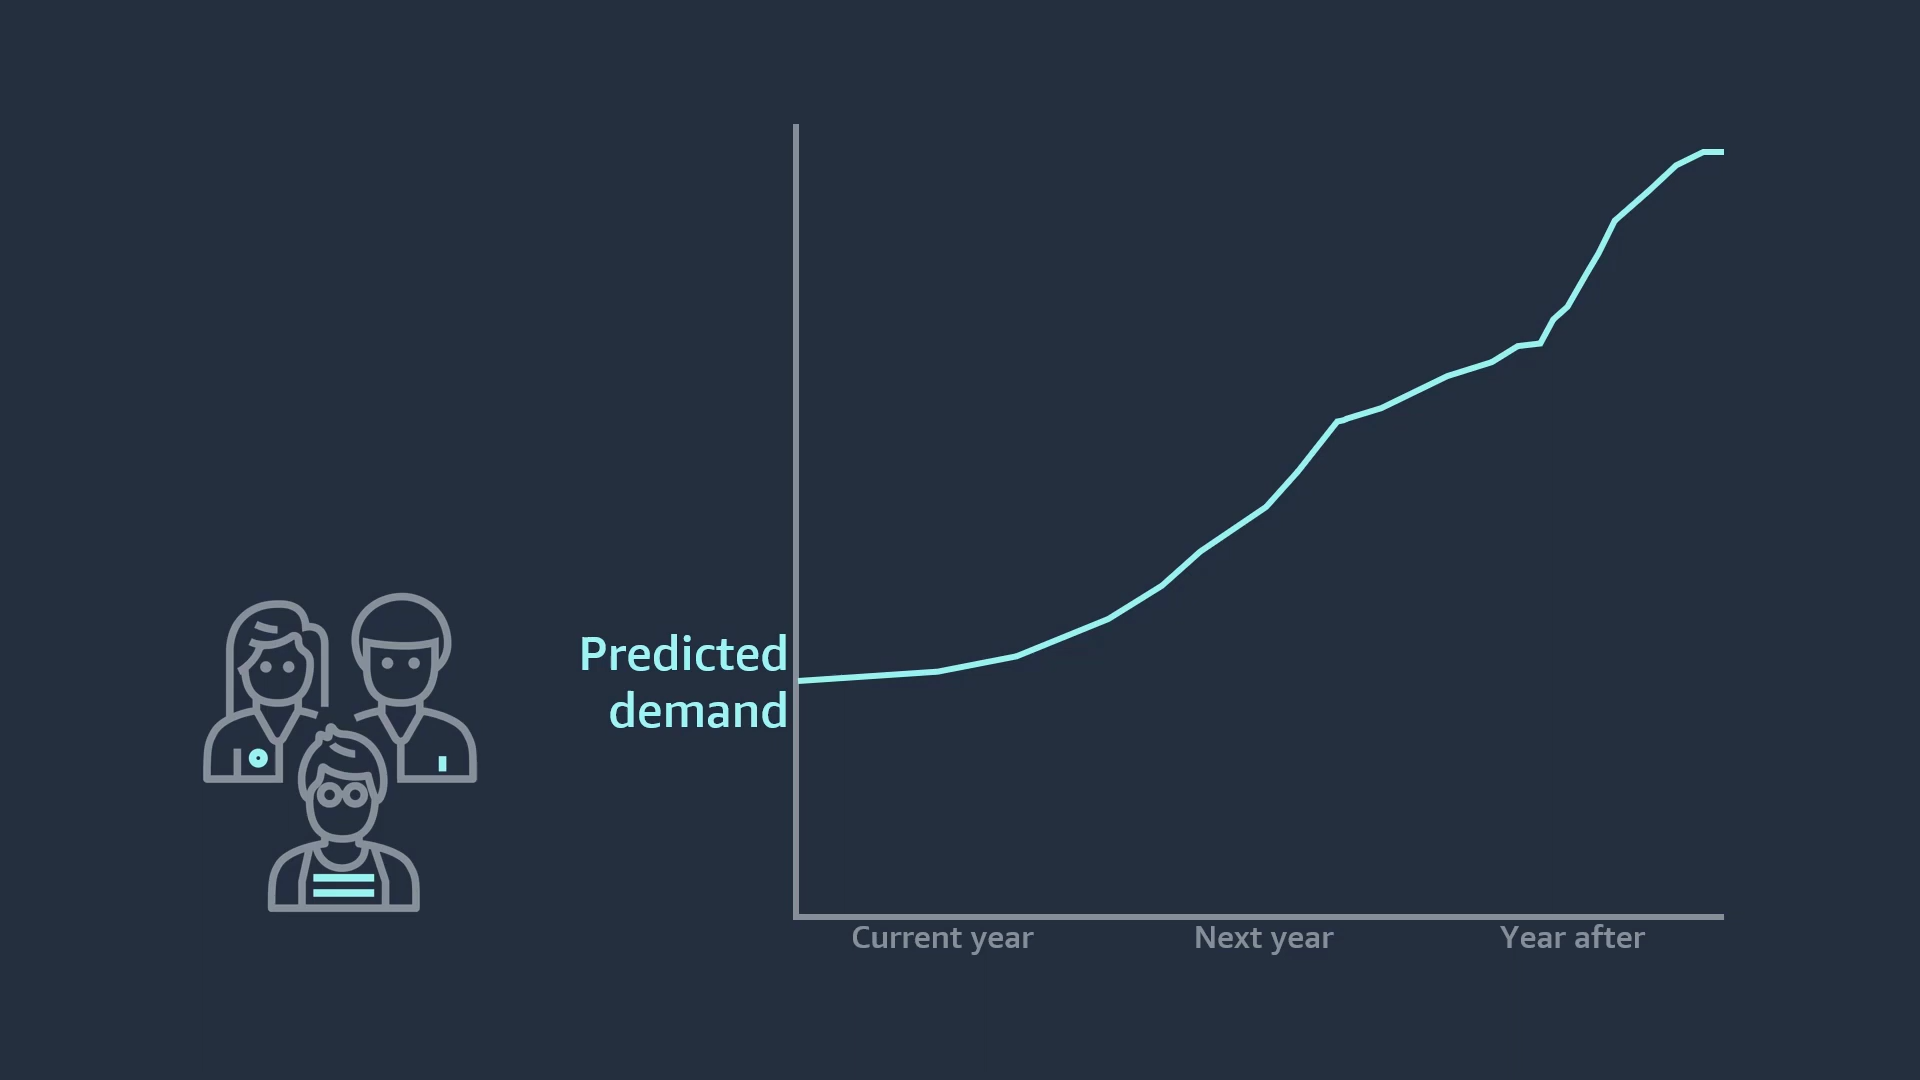 Predicted
demand
Current year
Next year
Year after